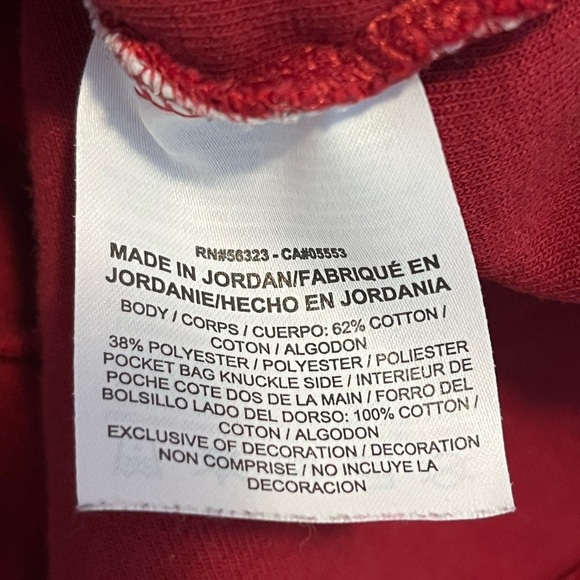 RN#56323 - CA#05553
MADE IN JORDAN/FABRIQUÉ EN
JORDANIE/HECHO EN JORDANIA
BODY / CORPS / CUERPO: 62% COTTON /
COTON / ALGODON
38% POLYESTER / POLYESTER / POLIESTER
POCKET BAG KNUCKLE SIDE / INTERIEUR DE
POCHE COTE DOS DE LA MAIN / FORRO DEL
BOLSILLO LADO DEL DORSO: 100% COTTON /
COTON / ALGODON
EXCLUSIVE OF DECORATION / DECORATION
NON COMPRISE / NO INCLUYE LA
DECORACION